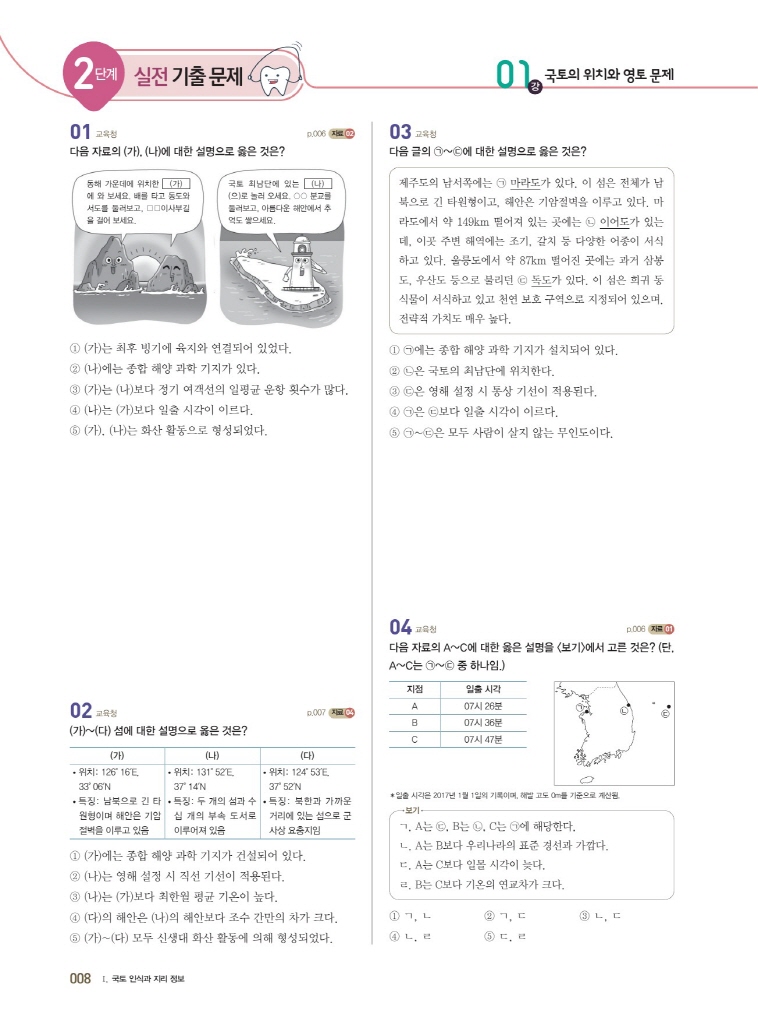 2단계 실전 기출 문제
01강 국토의 위치와 영토 문제
01 교육청 p.006 자료 02
다음 자료의 (가), (나)에 대한 설명으로 옳은 것은?
동해 가운데에 위치한 (가)
에 와 보세요. 배를 타고 동도와
서도를 둘러보고, □□이사부길
을 걸어 보세요.
국토 최남단에 있는 (나)
(으)로 놀러 오세요. ○○ 분교를
둘러보고, 아름다운 해안에서 추
억도 쌓으세요.
① (가)는 최후 빙기에 육지와 연결되어 있었다.
② (나)에는 종합 해양 과학 기지가 있다.
③ (가)는 (나)보다 정기 여객선의 일평균 운항 횟수가 많다.
④ (나)는 (가)보다 일출 시각이 이르다.
⑤ (가), (나)는 화산 활동으로 형성되었다.
02 교육청 p.007 자료 04
(가)~(다) 섬에 대한 설명으로 옳은 것은?
(가) (나) (다)
• 위치: 126°16′E, • 위치: 131°52′E, • 위치: 124°53′E,
33°06′N 37°14′N 37°52′N
• 특징: 남북으로 긴 타 • 특징: 두 개의 섬과 수 • 특징: 북한과 가까운
원형이며 해안은 기암 십 개의 부속 도서로 거리에 있는 섬으로 군
절벽을 이루고 있음 이루어져 있음 사상 요충지임
① (가)에는 종합 해양 과학 기지가 건설되어 있다.
② (나)는 영해 설정 시 직선 기선이 적용된다.
③ (나)는 (가)보다 최한월 평균 기온이 높다.
④ (다)의 해안은 (나)의 해안보다 조수 간만의 차가 크다.
⑤ (가)~(다) 모두 신생대 화산 활동에 의해 형성되었다.
03 교육청
다음 글의 ㉠~㉢에 대한 설명으로 옳은 것은?
제주도의 남서쪽에는 ㉠ 마라도가 있다. 이 섬은 전체가 남
북으로 긴 타원형이고, 해안은 기암절벽을 이루고 있다. 마
라도에서 약 149km 떨어져 있는 곳에는 ㉡ 이어도가 있는
데, 이곳 주변 해역에는 조기, 갈치 등 다양한 어종이 서식
하고 있다. 울릉도에서 약 87km 떨어진 곳에는 과거 삼봉
도, 우산도 등으로 불리던 ㉢ 독도가 있다. 이 섬은 희귀 동
식물이 서식하고 있고 천연 보호 구역으로 지정되어 있으며,
전략적 가치도 매우 높다.
① ㉠에는 종합 해양 과학 기지가 설치되어 있다.
② ㉡은 국토의 최남단에 위치한다.
③ ㉢은 영해 설정 시 통상 기선이 적용된다.
④ ㉠은 ㉢보다 일출 시각이 이르다.
⑤ ㉠~㉢은 모두 사람이 살지 않는 무인도이다.
04 교육청 p.006 자료 01
다음 자료의 A~C에 대한 옳은 설명을 <보기>에서 고른 것은? (단,
A~C는 ㉠~㉢ 중 하나임.)
지점 일출 시각
A 07시 26분
B 07시 36분
C 07시 47분
㉠ ㉡ ㉢
*일출 시각은 2017년 1월 1일의 기록이며, 해발 고도 0m를 기준으로 계산됨.
보기
ㄱ. A는 ㉢, B는 ㉡, C는 ㉠에 해당한다.
ㄴ. A는 B보다 우리나라의 표준 경선과 가깝다.
ㄷ. A는 C보다 일몰 시각이 늦다.
ㄹ. B는 C보다 기온의 연교차가 크다.
① ㄱ, ㄴ ② ㄱ, ㄷ ③ ㄴ, ㄷ
④ ㄴ, ㄹ ⑤ ㄷ, ㄹ
008 Ⅰ. 국토 인식과 지리 정보